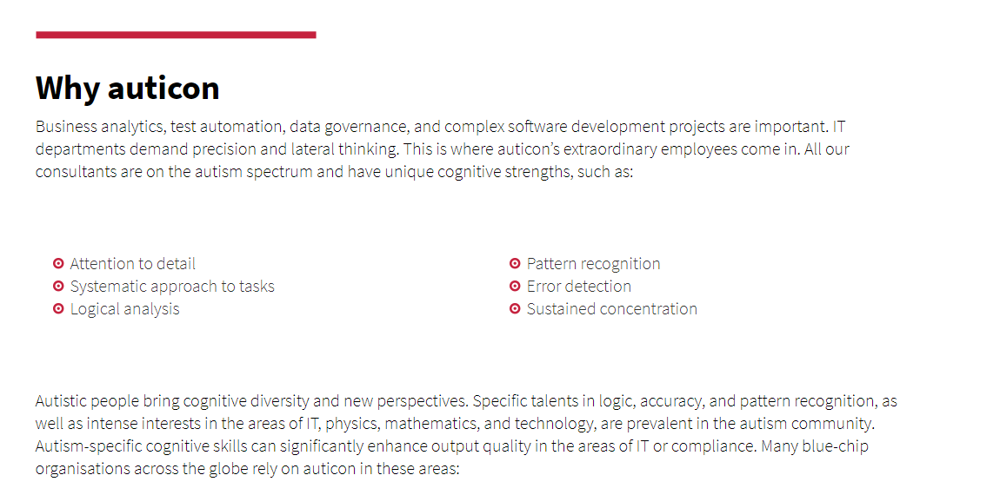 Why auticon
Business analytics, test automation, data governance, and complex software development projects are important. IT
departments demand precision and lateral thinking. This is where auticon’s extraordinary employees come in. All our
consultants are on the autism spectrum and have unique cognitive strengths, such as:
Attention to detail
Systematic approach to tasks
Logical analysis
Pattern recognition
Error detection
Sustained concentration
Autistic people bring cognitive diversity and new perspectives. Specific talents in logic, accuracy, and pattern recognition, as
well as intense interests in the areas of IT, physics, mathematics, and technology, are prevalent in the autism community.
Autism-specific cognitive skills can significantly enhance output quality in the areas of IT or compliance. Many blue-chip
organisations across the globe rely on auticon in these areas: